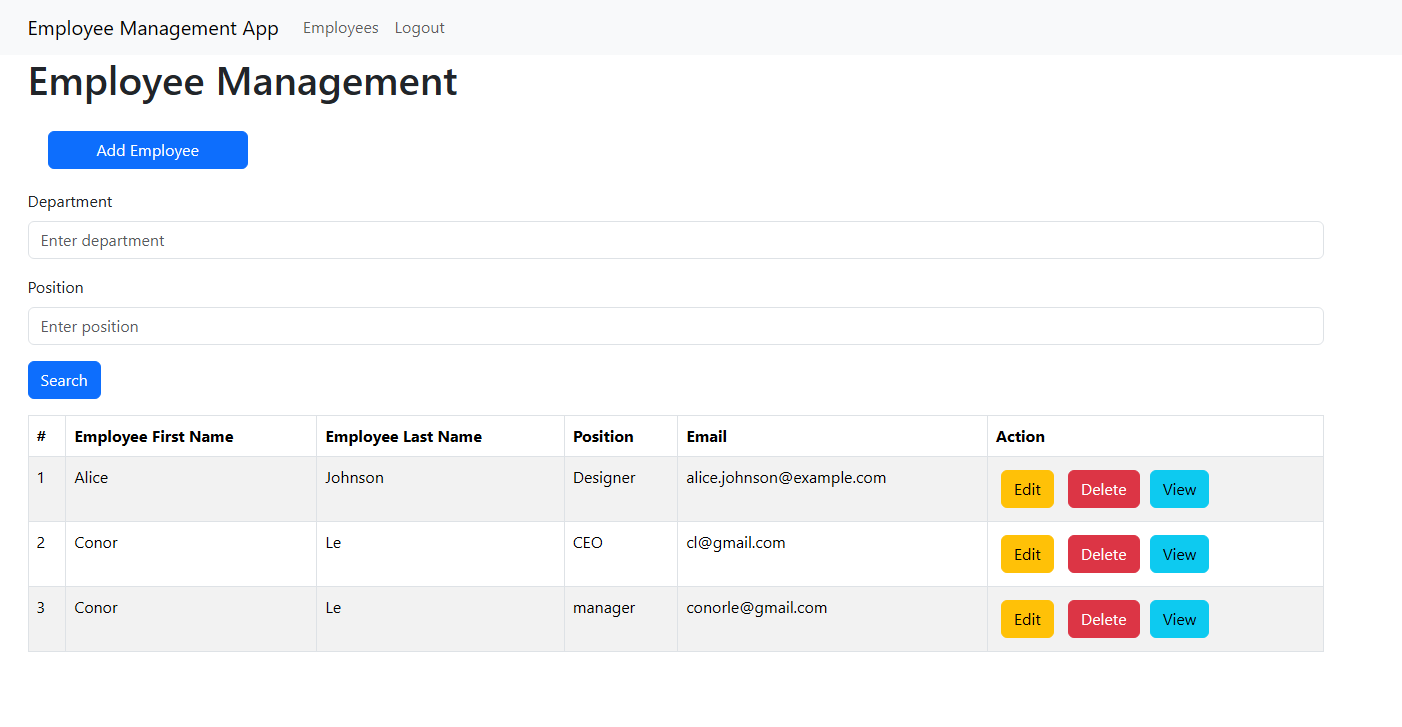 Employee Management App Employees Logout
Employee Management
Add Employee
Department
Enter department
Position
Enter position
Search
# Employee First Name Employee Last Name Position Email Action
1 Alice Johnson Designer alice.johnson@example.com Edit Delete View
2 Conor Le CEO cl@gmail.com Edit Delete View
3 Conor Le manager conorle@gmail.com Edit Delete View